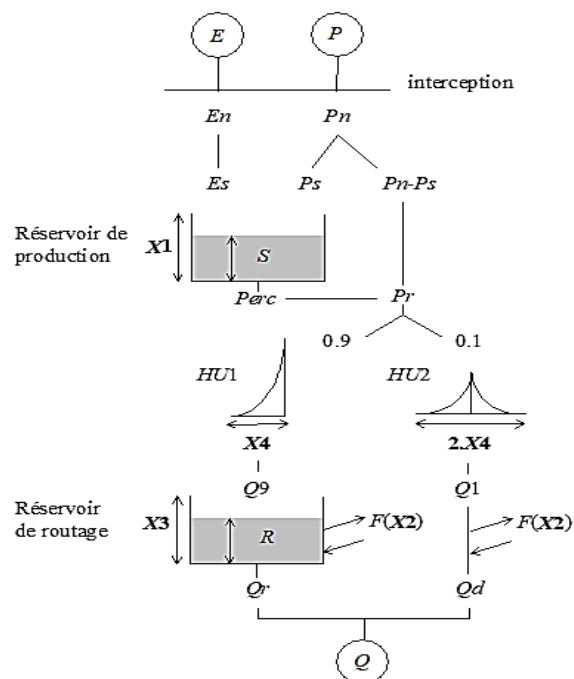 E P
interception
En Pn
Es Ps Pn-Ps
Réservoir de
production
X1 S
Perc Pr
0.9 0.1
HU1 HU2
X4 2.X4
Q9 Q1
Réservoir
de routage
X3 R F(X2) F(X2)
Qr Qd
Q